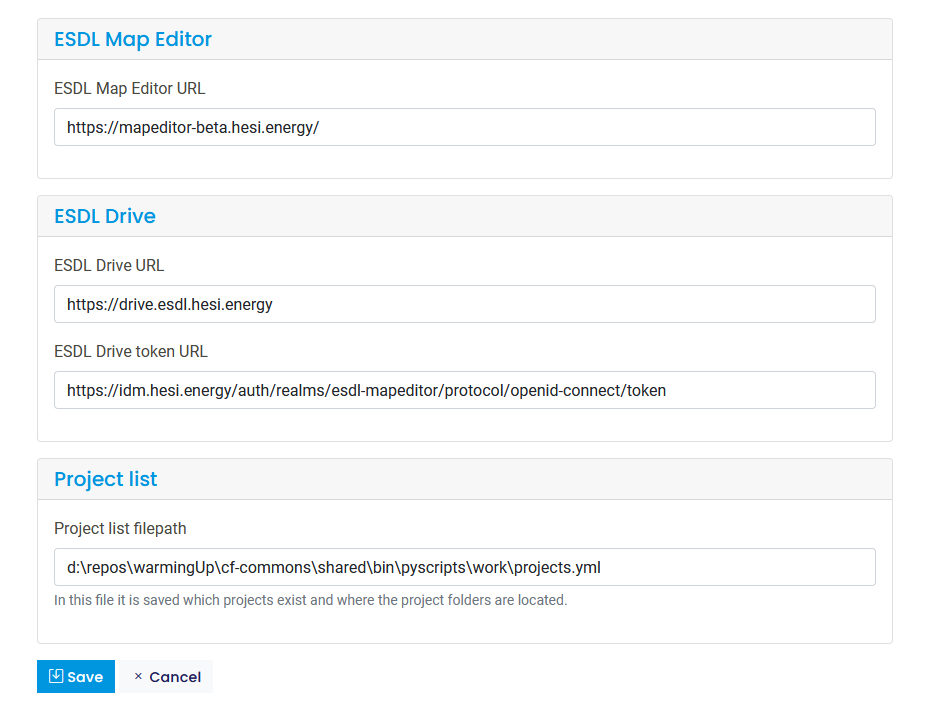 ESDL Map Editor
ESDL Map Editor URL
https://mapeditor-beta.hesi.energy/
ESDL Drive
ESDL Drive URL
https://drive.esdl.hesi.energy
ESDL Drive token URL
https://idm.hesi.energy/auth/realms/esdl-mapeditor/protocol/openid-connect/token
Project list
Project list filepath
d:\repos\warmingUp\cf-commons\shared\bin\pyscripts\work\projects.yml
In this file it is saved which projects exist and where the project folders are located.
Save × Cancel